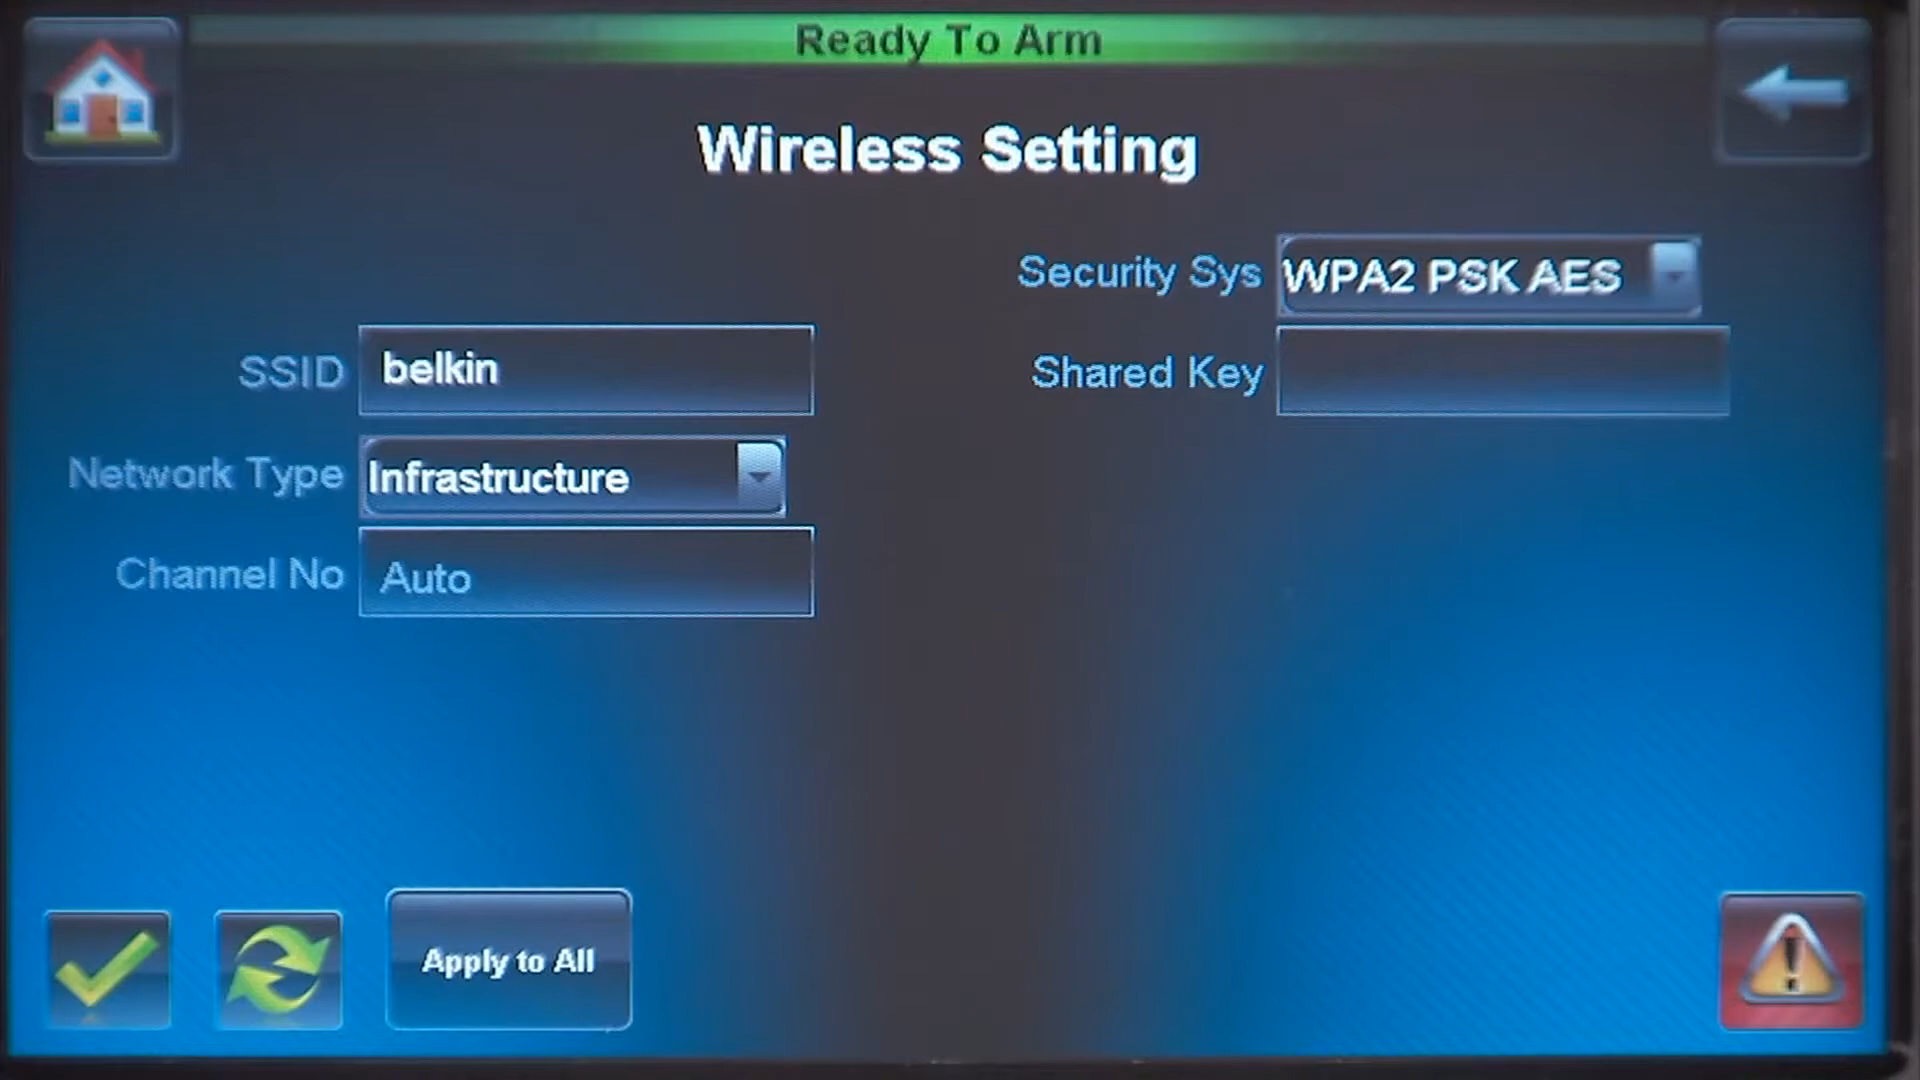 Ready To Arm
Wireless Setting
Security Sys WPA2 PSK AES
SSID belkin
Shared Key
Network Type Infrastructure
Channel No Auto
Apply to All